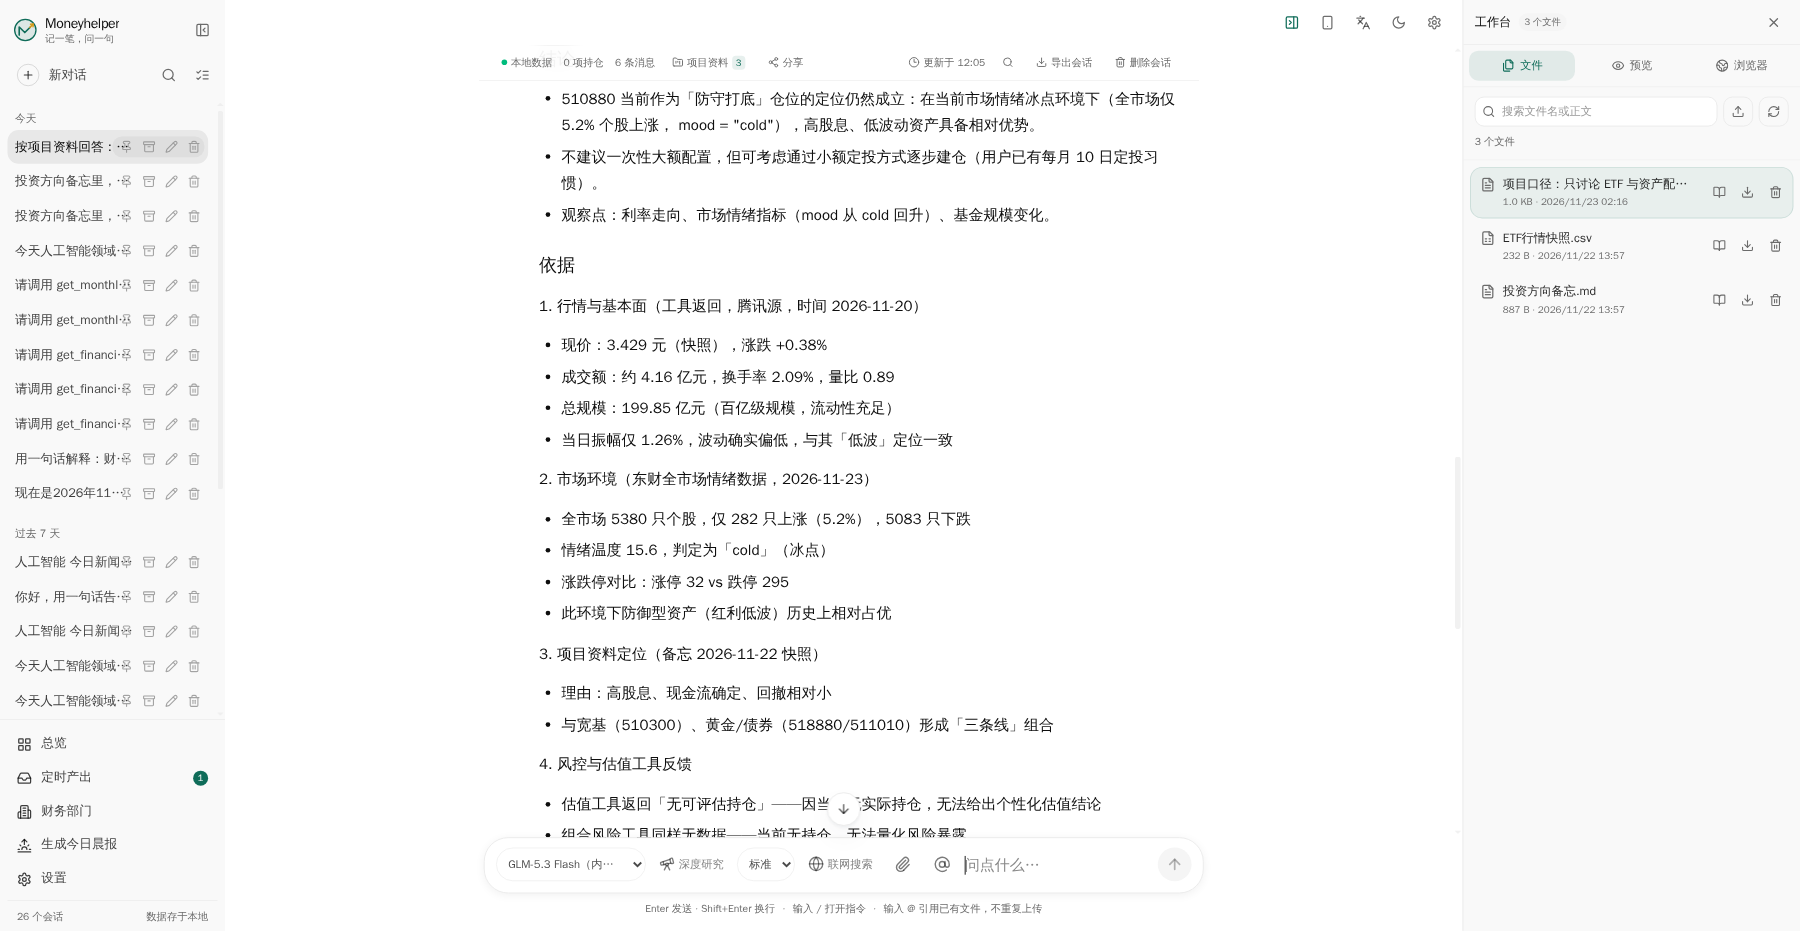 Moneyhelper
记一笔，问一句
新对话
今天
按项目资料回答：…
投资方向备忘里，…
投资方向备忘里，…
今天人工智能领域…
请调用 get_monthl…
请调用 get_monthl…
请调用 get_financi…
请调用 get_financi…
请调用 get_financi…
用一句话解释：财…
现在是2026年11…
过去 7 天
人工智能 今日新闻…
你好，用一句话告…
人工智能 今日新闻…
今天人工智能领域…
今天人工智能领域…
总览
定时产出 1
财务部门
生成今日晨报
设置
26 个会话 数据存于本地
本地数据 0 项持仓 6 条消息 项目资料 3 分享 更新于 12:05 导出会话 删除会话
• 510880 当前作为「防守打底」仓位的定位仍然成立：在当前市场情绪冰点环境下（全市场仅
5.2% 个股上涨， mood = "cold"），高股息、低波动资产具备相对优势。
• 不建议一次性大额配置，但可考虑通过小额定投方式逐步建仓（用户已有每月 10 日定投习
惯）。
• 观察点：利率走向、市场情绪指标（mood 从 cold 回升）、基金规模变化。
依据
1. 行情与基本面（工具返回，腾讯源，时间 2026-11-20）
• 现价：3.429 元（快照），涨跌 +0.38%
• 成交额：约 4.16 亿元，换手率 2.09%，量比 0.89
• 总规模：199.85 亿元（百亿级规模，流动性充足）
• 当日振幅仅 1.26%，波动确实偏低，与其「低波」定位一致
2. 市场环境（东财全市场情绪数据，2026-11-23）
• 全市场 5380 只个股，仅 282 只上涨（5.2%），5083 只下跌
• 情绪温度 15.6，判定为「cold」（冰点）
• 涨跌停对比：涨停 32 vs 跌停 295
• 此环境下防御型资产（红利低波）历史上相对占优
3. 项目资料定位（备忘 2026-11-22 快照）
• 理由：高股息、现金流确定、回撤相对小
• 与宽基（510300）、黄金/债券（518880/511010）形成「三条线」组合
4. 风控与估值工具反馈
• 估值工具返回「无可评估持仓」——因当 实际持仓，无法给出个性化估值结论
• 组合风险工具同样无数据——当前无持仓，无法量化风险暴露
GLM-5.3 Flash（内… 深度研究 标准 联网搜索 问点什么…
Enter 发送 · Shift+Enter 换行 · 输入 / 打开指令 · 输入 @ 引用已有文件，不重复上传
工作台 3 个文件
文件 预览 浏览器
搜索文件名或正文
3 个文件
项目口径：只讨论 ETF 与资产配…
1.0 KB · 2026/11/23 02:16
ETF行情快照.csv
232 B · 2026/11/22 13:57
投资方向备忘.md
887 B · 2026/11/22 13:57